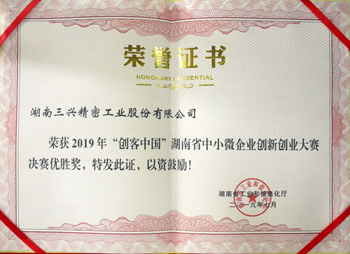 荣誉证书
HONORARY CREDENTIAL
湖南三兴精密工业股份有限公司
荣获2019年“创客中国”湖南省中小微企业创新创业大赛
决赛优胜奖，特发此证，以资鼓励！
湖南省工业和信息化厅
二〇一九年七月